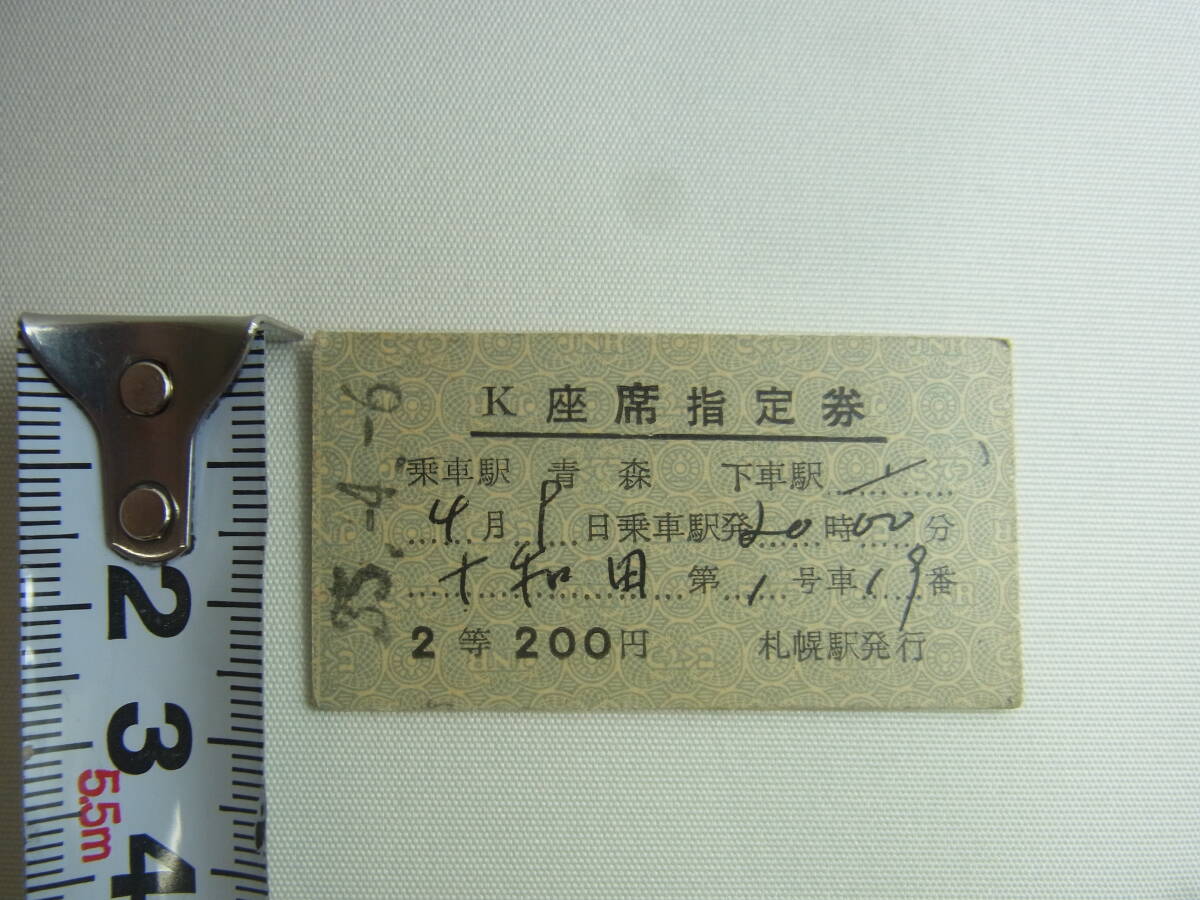 K 座席指定券
乗車駅 青森 下車駅
4月9日乗車駅発20時00分
十和田 第1号車19番
2等 200円 札幌駅発行
-4.-6
2
3
4
5.5m